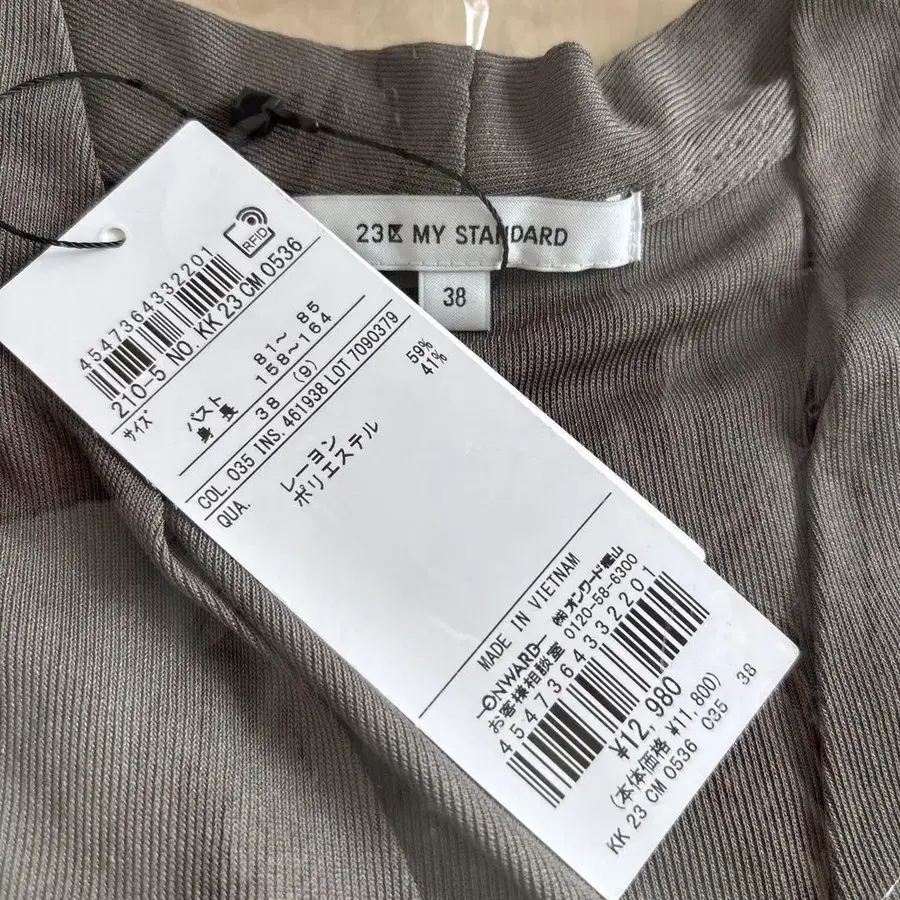 23区 MY STANDARD
38
RFID
4547364332201
210-5 NO. KK 23 CM 0536
サイズ
バスト 81～ 85
身長 158～164
38 (9)
COL. 035 INS. 461938 LOT 7090379
QUA.
レーヨン 59%
ポリエステル 41%
MADE IN VIETNAM
ONWARD ㈱オンワード樫山
お客様相談室 0120-58-6300
4547364332201
¥12,980
(本体価格 ¥11,800)
KK 23 CM 0536 035 38